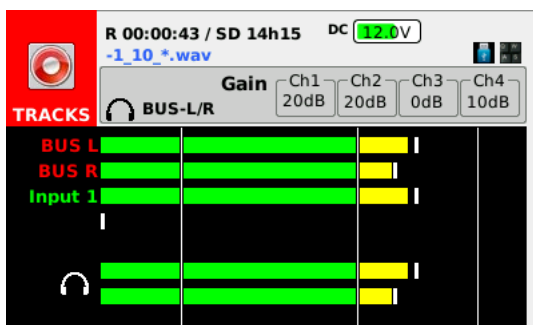 R 00:00:43 / SD 14h15 DC 12.0V
-1_10_*.wav
TRACKS
Gain Ch1 Ch2 Ch3 Ch4
20dB 20dB 0dB 10dB
BUS-L/R
BUS L
BUS R
Input 1